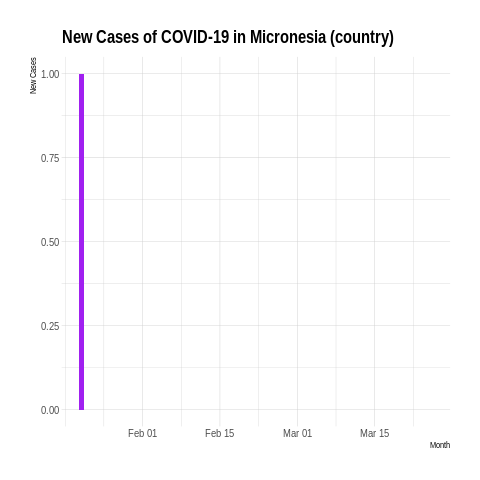 New Cases of COVID-19 in Micronesia (country)
New Cases
1.00
0.75
0.50
0.25
0.00
Feb 01 Feb 15 Mar 01 Mar 15
Month